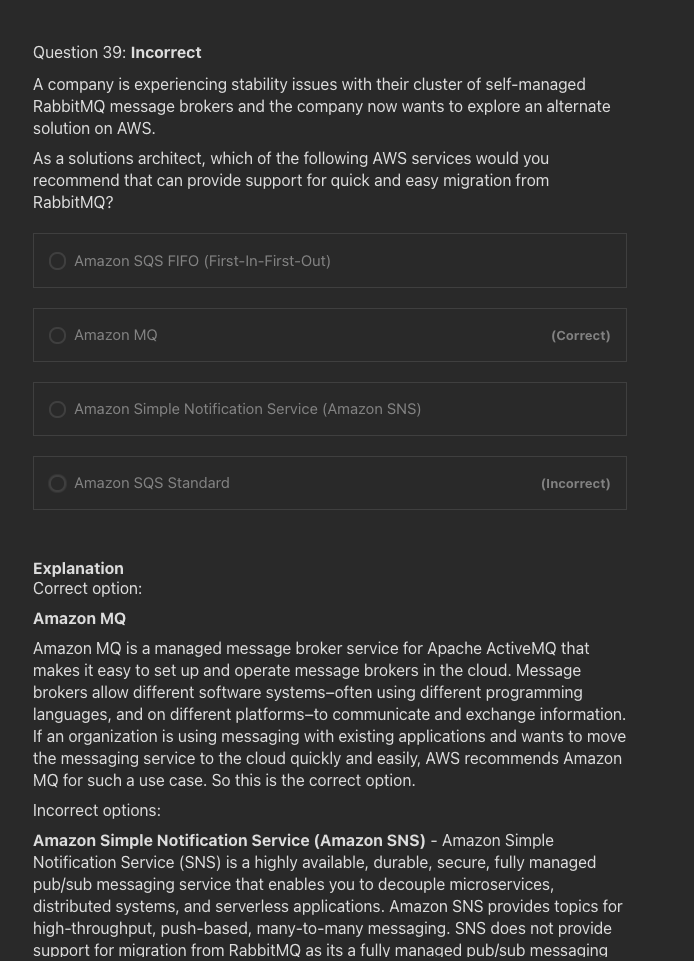 Question 39: Incorrect
A company is experiencing stability issues with their cluster of self-managed
RabbitMQ message brokers and the company now wants to explore an alternate
solution on AWS.
As a solutions architect, which of the following AWS services would you
recommend that can provide support for quick and easy migration from
RabbitMQ?
Amazon SQS FIFO (First-In-First-Out)
Amazon MQ (Correct)
Amazon Simple Notification Service (Amazon SNS)
Amazon SQS Standard (Incorrect)
Explanation
Correct option:
Amazon MQ
Amazon MQ is a managed message broker service for Apache ActiveMQ that
makes it easy to set up and operate message brokers in the cloud. Message
brokers allow different software systems–often using different programming
languages, and on different platforms–to communicate and exchange information.
If an organization is using messaging with existing applications and wants to move
the messaging service to the cloud quickly and easily, AWS recommends Amazon
MQ for such a use case. So this is the correct option.
Incorrect options:
Amazon Simple Notification Service (Amazon SNS) - Amazon Simple
Notification Service (SNS) is a highly available, durable, secure, fully managed
pub/sub messaging service that enables you to decouple microservices,
distributed systems, and serverless applications. Amazon SNS provides topics for
high-throughput, push-based, many-to-many messaging. SNS does not provide
support for migration from RabbitMQ as its a fully managed pub/sub messaging